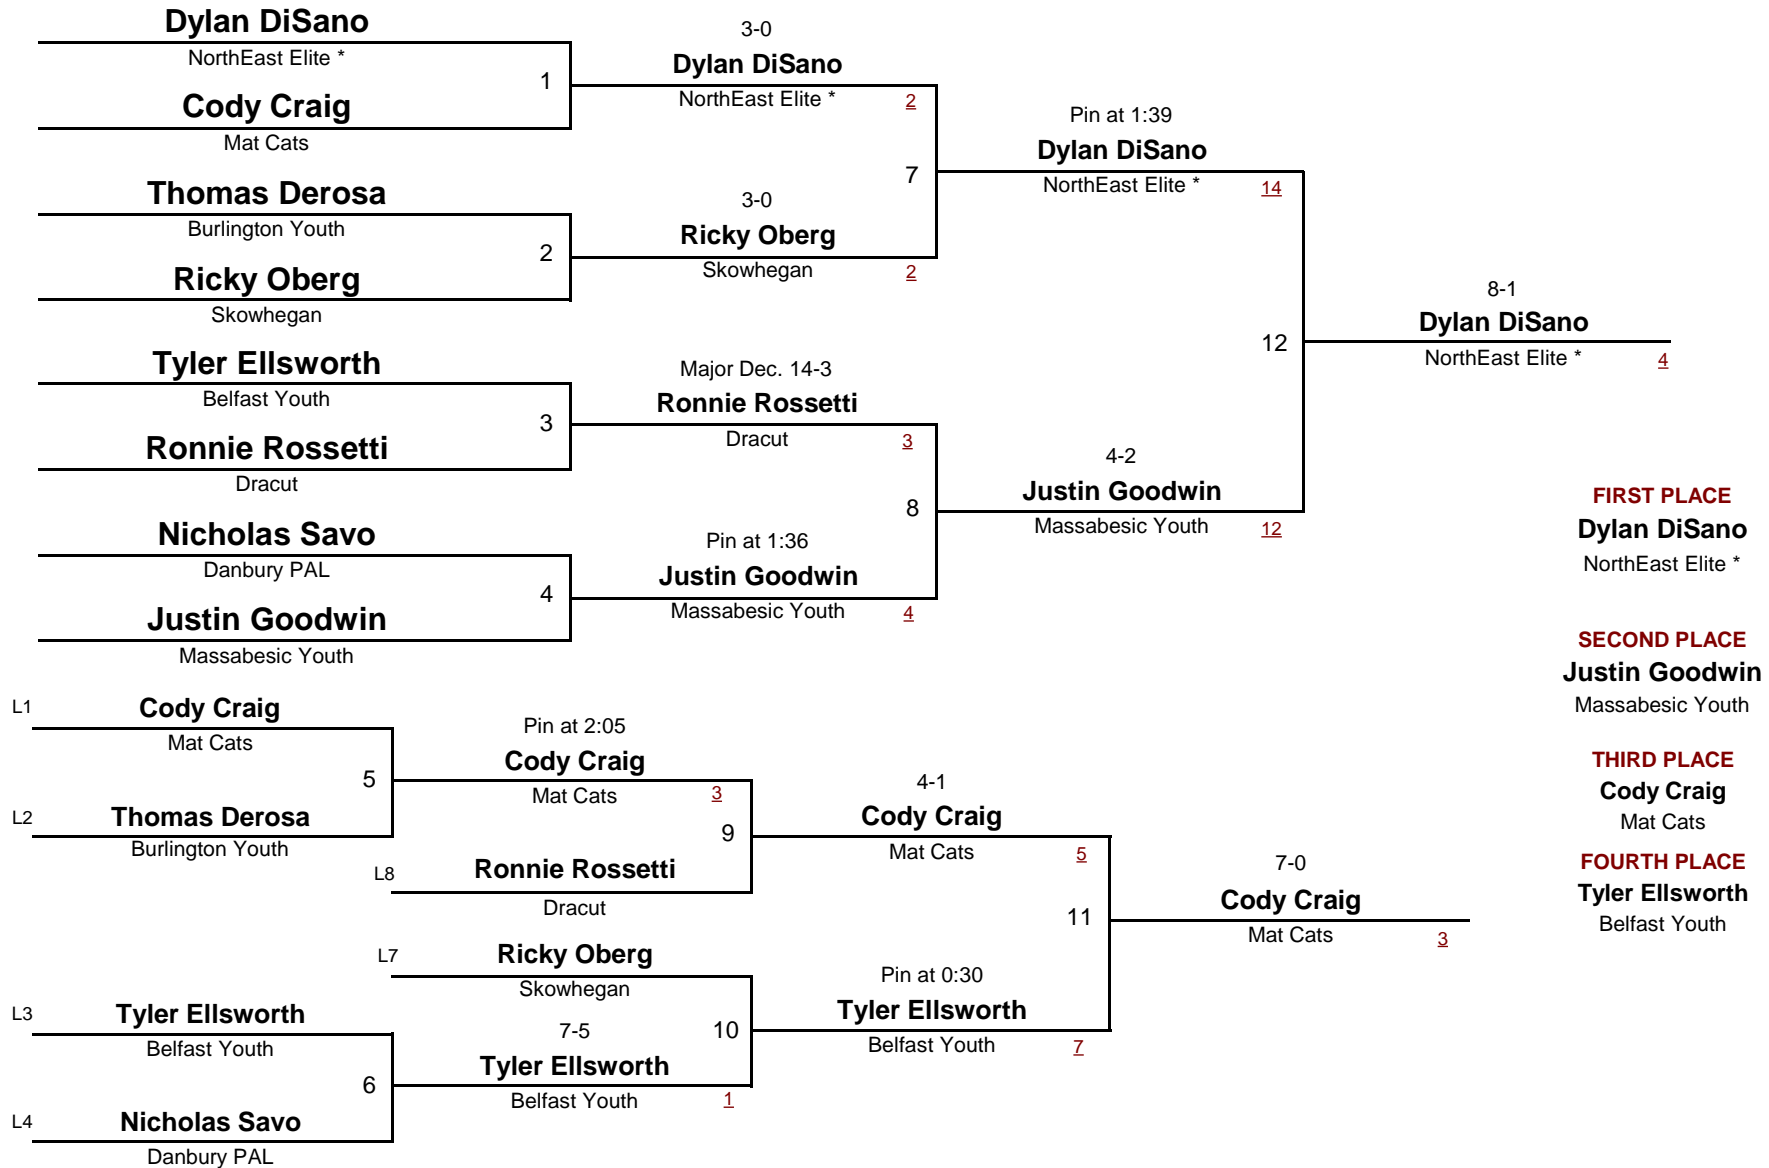 Dylan DiSano
NorthEast Elite *
1
Cody Craig
Mat Cats
Thomas Derosa
Burlington Youth
2
Ricky Oberg
Skowhegan
Tyler Ellsworth
Belfast Youth
3
Ronnie Rossetti
Dracut
Nicholas Savo
Danbury PAL
4
Justin Goodwin
Massabesic Youth
3-0
Dylan DiSano
NorthEast Elite *
2
7
3-0
Ricky Oberg
Skowhegan
2
Major Dec. 14-3
Ronnie Rossetti
Dracut
3
8
Pin at 1:36
Justin Goodwin
Massabesic Youth
4
Pin at 1:39
Dylan DiSano
NorthEast Elite *
14
12
4-2
Justin Goodwin
Massabesic Youth
12
8-1
Dylan DiSano
NorthEast Elite *
4
FIRST PLACE
Dylan DiSano
NorthEast Elite *
SECOND PLACE
Justin Goodwin
Massabesic Youth
THIRD PLACE
Cody Craig
Mat Cats
FOURTH PLACE
Tyler Ellsworth
Belfast Youth
L1
Cody Craig
Mat Cats
5
L2
Thomas Derosa
Burlington Youth
L3
Tyler Ellsworth
Belfast Youth
6
L4
Nicholas Savo
Danbury PAL
Pin at 2:05
Cody Craig
Mat Cats
3
9
L8
Ronnie Rossetti
Dracut
L7
Ricky Oberg
Skowhegan
10
7-5
Tyler Ellsworth
Belfast Youth
1
4-1
Cody Craig
Mat Cats
5
11
Pin at 0:30
Tyler Ellsworth
Belfast Youth
7
7-0
Cody Craig
Mat Cats
3